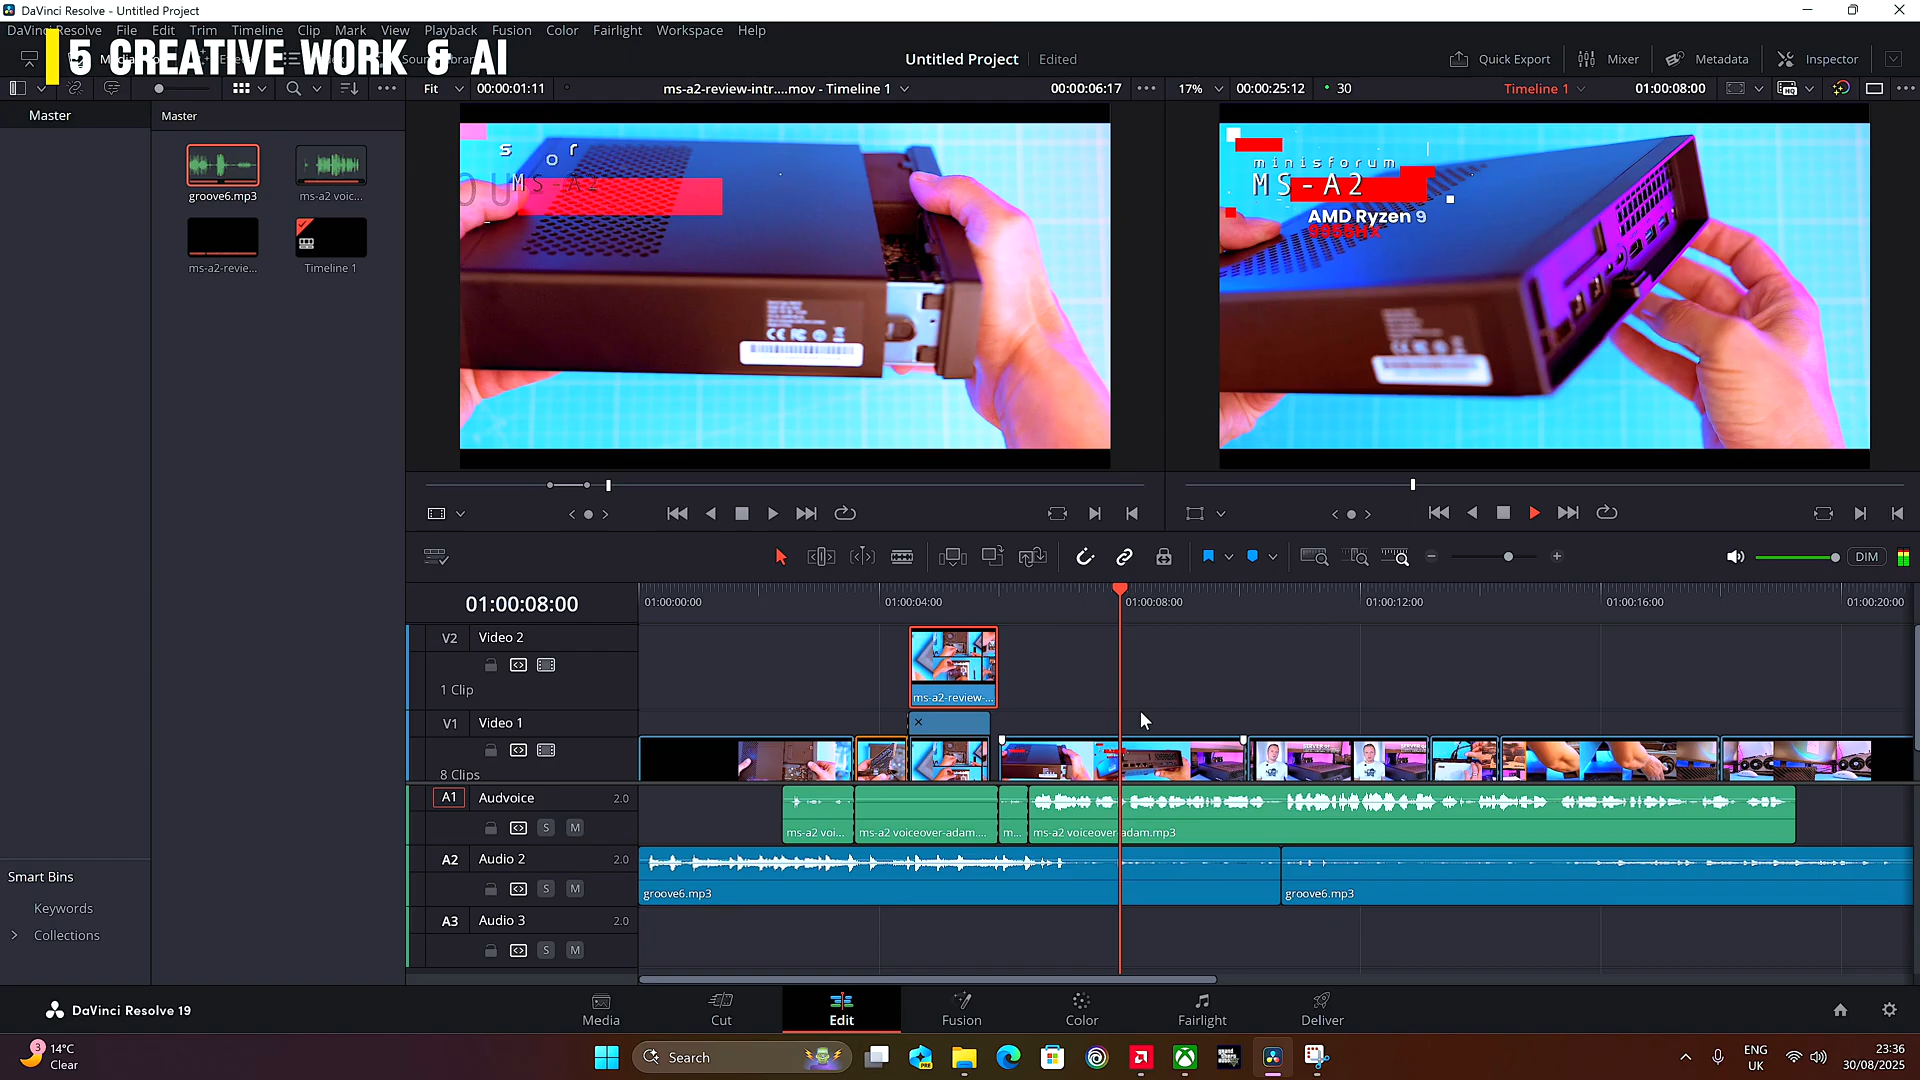 DaVinci Resolve - Untitled Project
DaVinci Resolve File Edit Trim Timeline Clip Mark View Playback Fusion Color Fairlight Workspace Help
5 CREATIVE WORK & AI
Untitled Project Edited
Quick Export Mixer Metadata Inspector
Fit 00:00:01:11 ms-a2-review-intr....mov - Timeline 1 00:00:06:17
17% 00:00:25:12 30 Timeline 1 01:00:08:00
Master
Master
groove6.mp3
ms-a2 voic...
ms-a2-revie...
Timeline 1
s o r
MS-A2
minisforum
MS-A2
AMD Ryzen 9
9955HX
DIM
01:00:08:00
01:00:00:00 01:00:04:00 01:00:08:00 01:00:12:00 01:00:16:00 01:00:20:00
V2 Video 2
1 Clip
ms-a2-review-...
V1 Video 1
8 Clips
A1 Audvoice 2.0
S M
ms-a2 voi... ms-a2 voiceover-adam.... m... ms-a2 voiceover-adam.mp3
A2 Audio 2 2.0
S M
groove6.mp3 groove6.mp3
A3 Audio 3 2.0
S M
Smart Bins
Keywords
Collections
DaVinci Resolve 19
Media Cut Edit Fusion Color Fairlight Deliver
3 14°C
Clear
Search
PRE
ENG
UK
23:36
30/08/2025